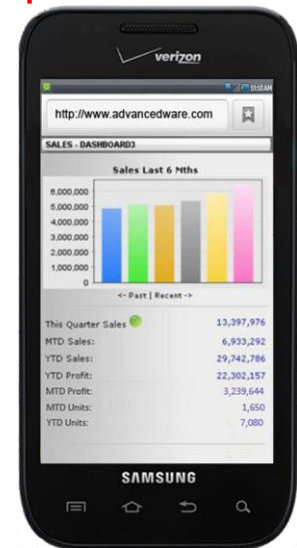 verizon
10:10 AM
http://www.advancedware.com
SALES - DASHBOARD3
Sales Last 6 Mths
6,000,000
5,000,000
4,000,000
3,000,000
2,000,000
1,000,000
0
<- Past | Recent ->
This Quarter Sales 13,397,976
MTD Sales: 6,933,292
YTD Sales: 29,742,786
YTD Profit: 22,302,157
MTD Profit: 3,239,644
MTD Units: 1,650
YTD Units: 7,080
SAMSUNG